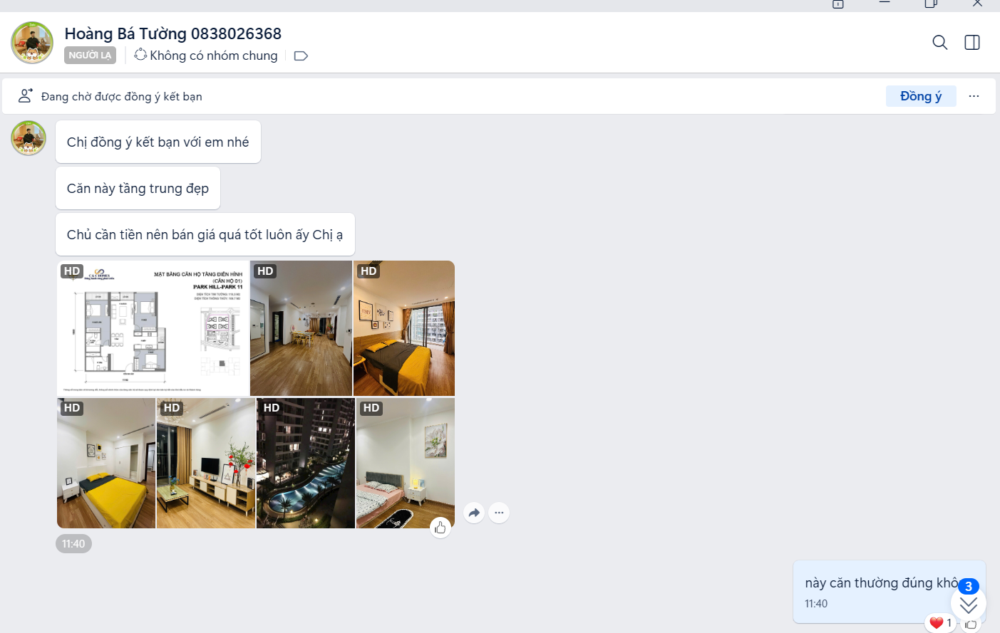 Hoàng Bá Tường 0838026368
NGƯỜI LẠ
Không có nhóm chung
Đang chờ được đồng ý kết bạn
Đồng ý
Chị đồng ý kết bạn với em nhé
Căn này tầng trung đẹp
Chủ cần tiền nên bán giá quá tốt luôn ấy Chị ạ
HD
MẶT BẰNG CĂN HỘ TẦNG ĐIỂN HÌNH
(CĂN HỘ 01)
PARK HILL-PARK 11
HD
HD
HD
HD
HD
HD
11:40
này căn thường đúng khô
3
11:40
1